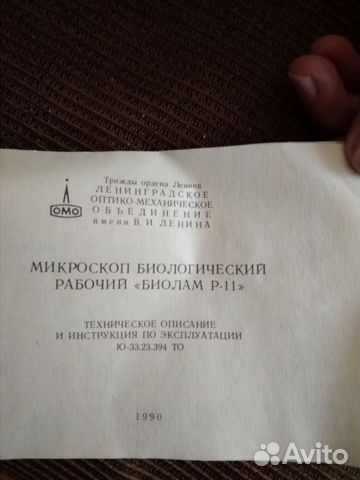 Трижды ордена Ленина
ЛЕНИНГРАДСКОЕ
ОПТИКО-МЕХАНИЧЕСКОЕ
ОБЪЕДИНЕНИЕ
имени В. И. ЛЕНИНА
ЛОМО
МИКРОСКОП БИОЛОГИЧЕСКИЙ
РАБОЧИЙ «БИОЛАМ Р-11»
ТЕХНИЧЕСКОЕ ОПИСАНИЕ
И ИНСТРУКЦИЯ ПО ЭКСПЛУАТАЦИИ
Ю-33.23.394 ТО
1990
Avito